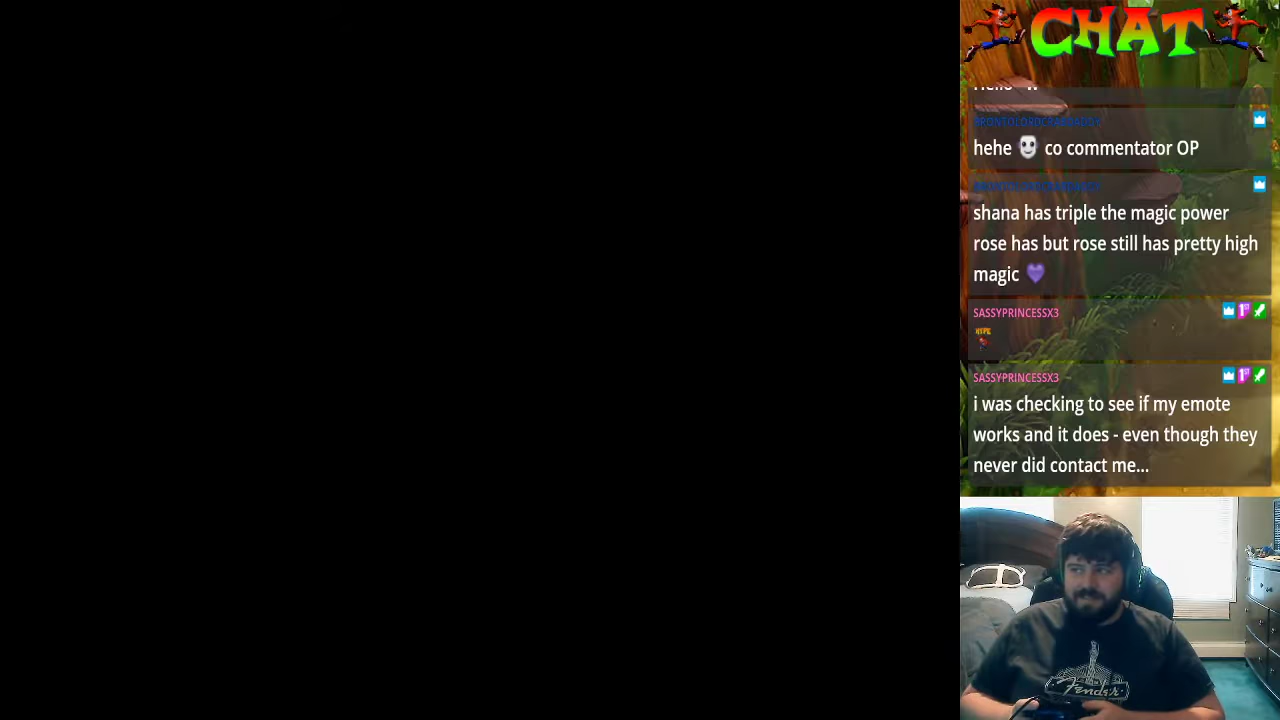 CHAT
hehe co commentator OP
shana has triple the magic power
rose has but rose still has pretty high
magic
SASSYPRINCESSX3
HYPE
SASSYPRINCESSX3
i was checking to see if my emote
works and it does - even though they
never did contact me...
Fender